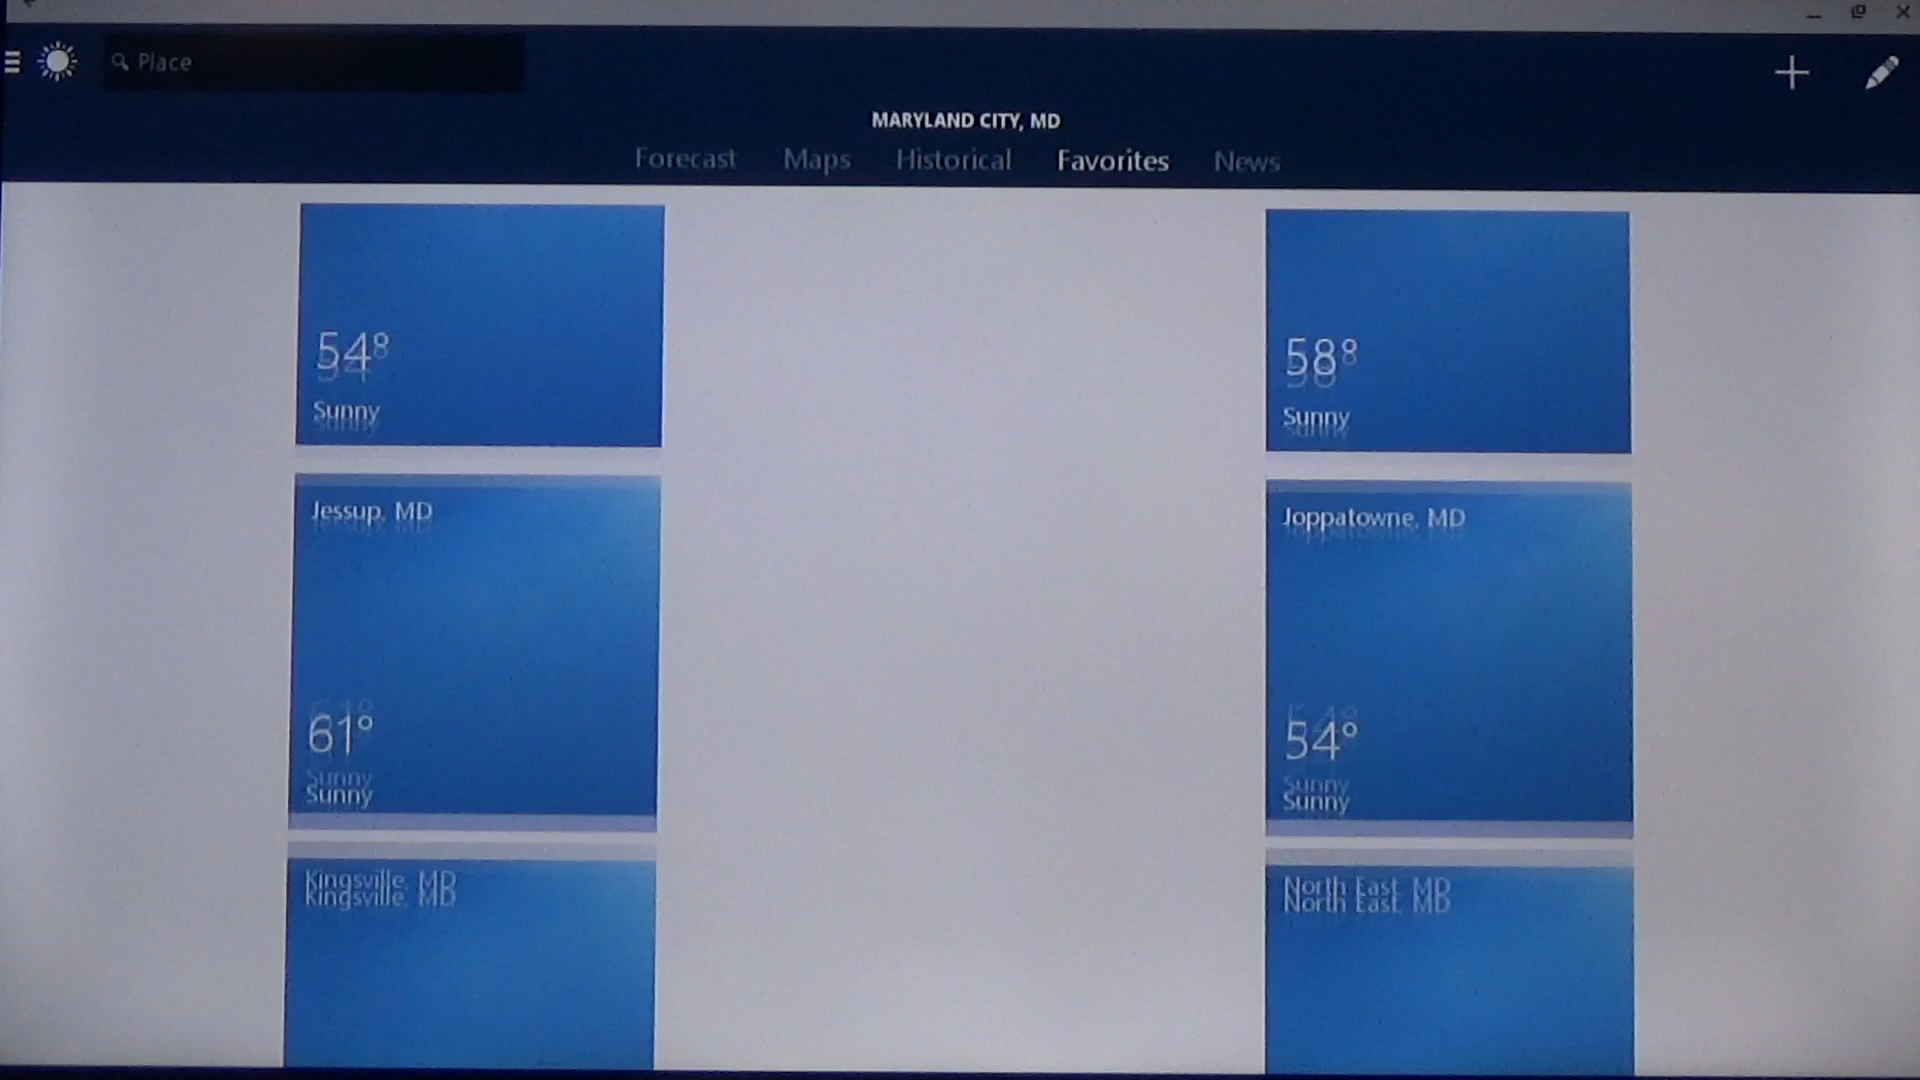 Place
MARYLAND CITY, MD
Forecast Maps Historical Favorites News
54°
Sunny
58°
Sunny
Jessup, MD
61°
Sunny
Joppatowne, MD
54°
Sunny
Kingsville, MD
North East, MD